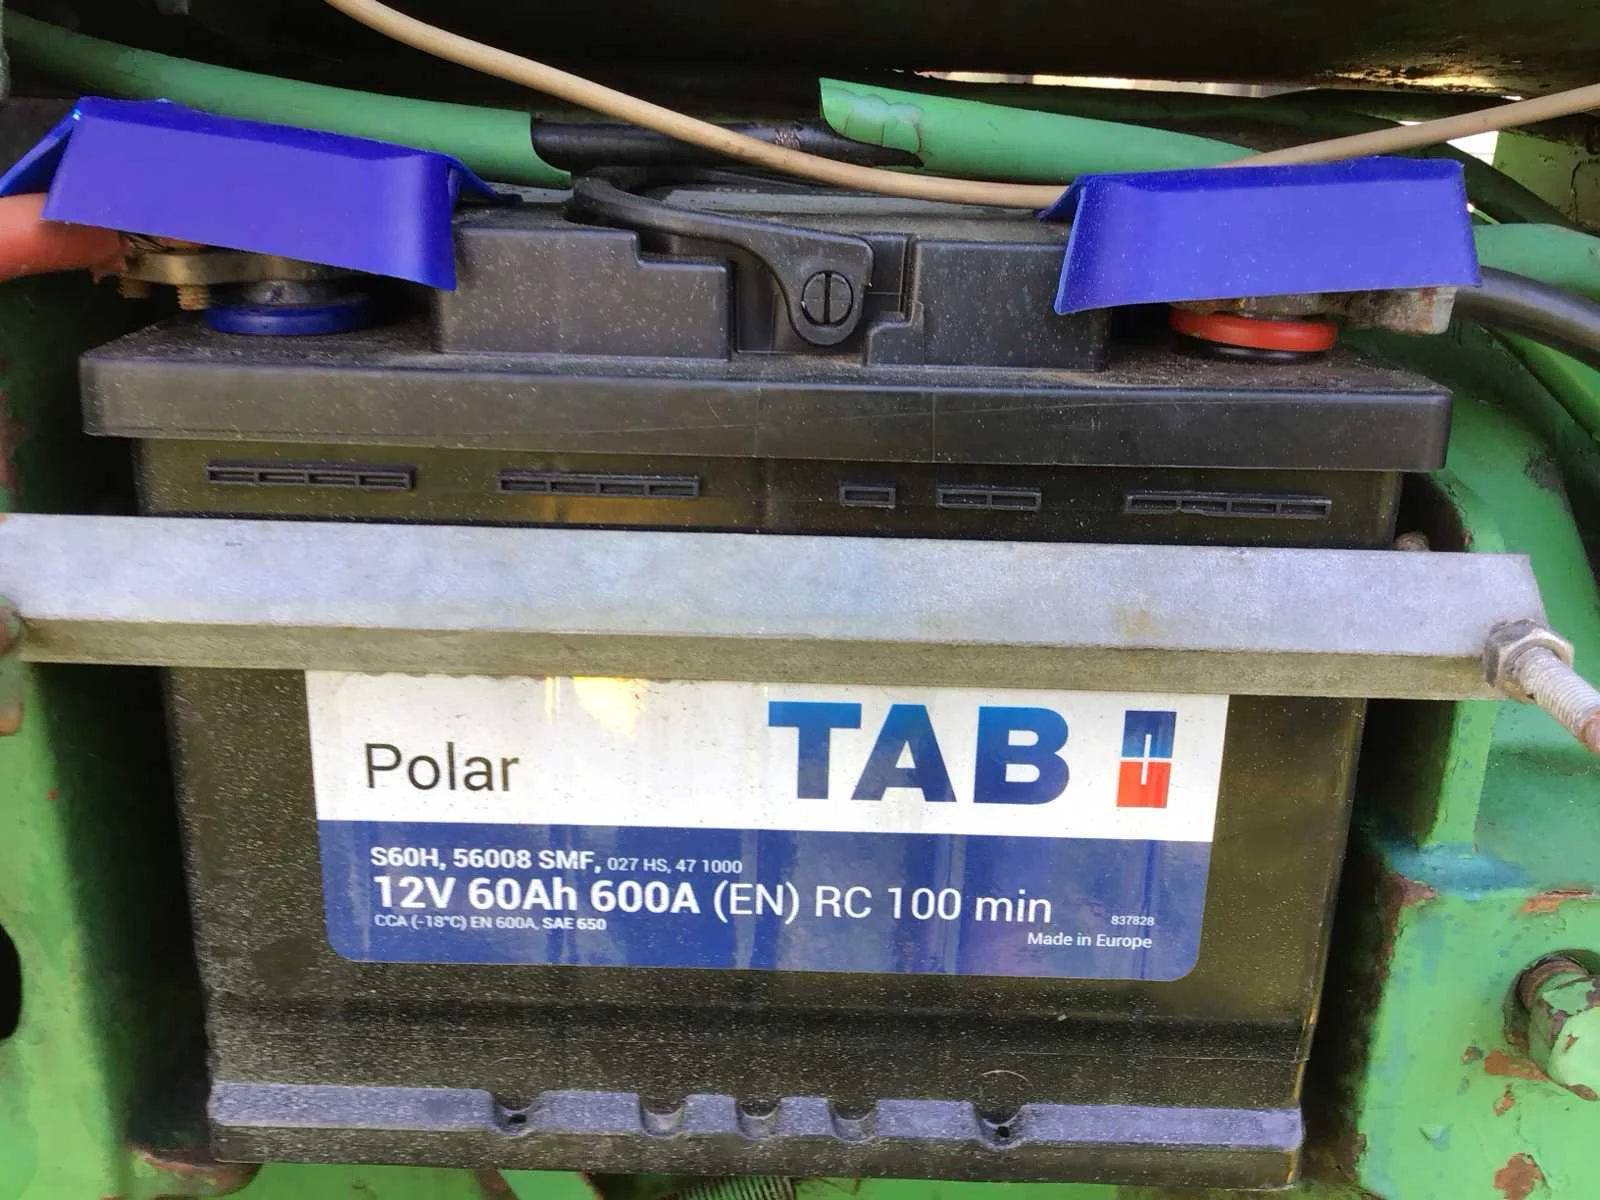 Polar
TAB
S60H, 56008 SMF, 027 HS, 47 1000
12V 60Ah 600A (EN) RC 100 min
CCA (-18°C) EN 600A, SAE 650
837828
Made in Europe